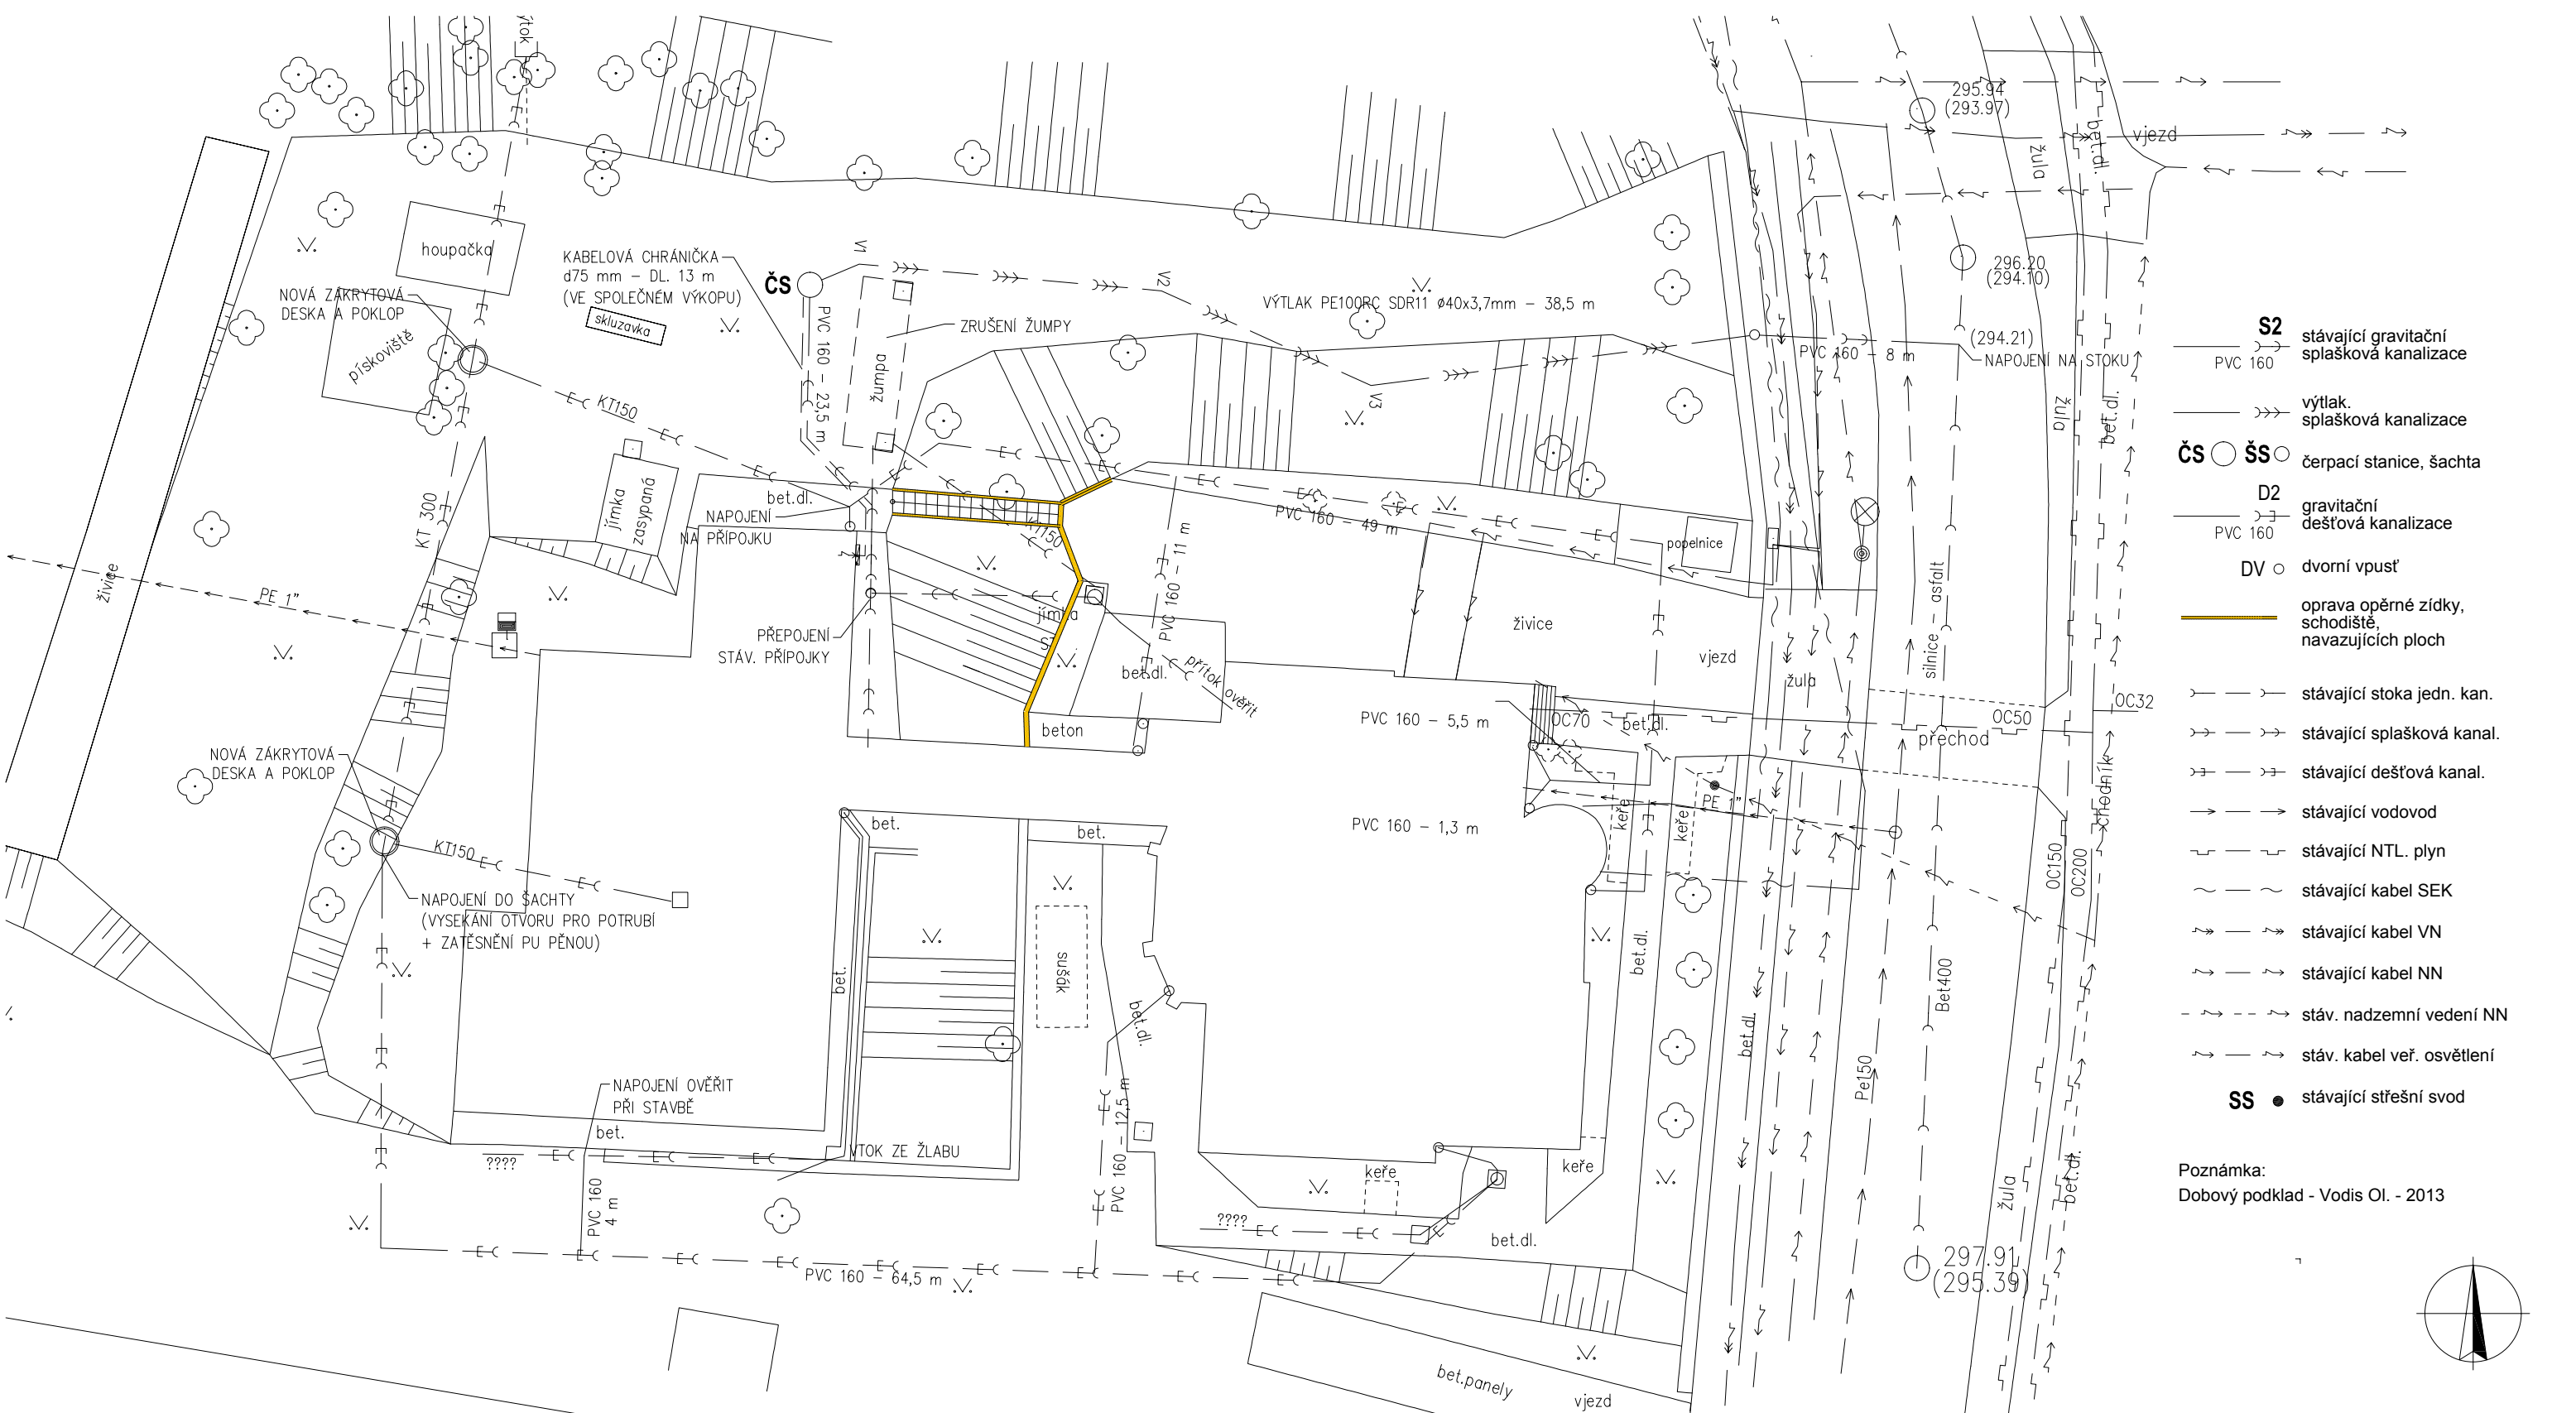 295.94
(293.97)
vjezd
bet.dl.
žula
houpačka
KABELOVÁ CHRÁNIČKA
d75 mm – DL. 13 m
(VE SPOLEČNÉM VÝKOPU)
ČS
V1
V2
296.20
(294.10)
NOVÁ ZÁKRYTOVÁ
DESKA A POKLOP
skluzavka
ZRUŠENÍ ŽUMPY
VÝTLAK PE100RC SDR11 ø40x3,7mm – 38,5 m
(294.21)
PVC 160 – 8 m
NAPOJENÍ NA STOKU
pískoviště
PVC 160 – 23,5 m
žumpa
V3
KT150
žula
bet.dl.
KT 300
jímka
zasypaná
bet.dl.
NAPOJENÍ
NA PŘÍPOJKU
KT150
PVC 160 – 49 m
PVC 160 – 11 m
popelnice
živice
PE 1"
jímka
PŘEPOJENÍ
STÁV. PŘÍPOJKY
bet.dl.
přítok ověřit
beton
živice
vjezd
žula
silnice – asfalt
PVC 160 – 5,5 m
OC70
bet.dl.
OC50
OC32
přechod
chodník
NOVÁ ZÁKRYTOVÁ
DESKA A POKLOP
PE 1"
keře
keře
PVC 160 – 1,3 m
bet.
bet.
KT150
OC150
OC200
NAPOJENÍ DO ŠACHTY
(VYSEKÁNÍ OTVORU PRO POTRUBÍ
+ ZATĚSNĚNÍ PU PĚNOU)
bet.
sušák
bet.dl.
bet.dl.
bet.dl.
Bet400
Pe150
NAPOJENÍ OVĚŘIT
PŘI STAVBĚ
bet.
VTOK ZE ŽLABU
????
PVC 160
4 m
PVC 160 – 12,5 m
PVC 160 – 64,5 m
keře
keře
????
bet.dl.
žula
bet.dl.
297.91
(295.39)
bet.panely
vjezd
S2
PVC 160
stávající gravitační
splašková kanalizace
výtlak.
splašková kanalizace
ČS ŠS
čerpací stanice, šachta
D2
PVC 160
gravitační
dešťová kanalizace
DV
dvorní vpusť
oprava opěrné zídky,
schodiště,
navazujících ploch
stávající stoka jedn. kan.
stávající splašková kanal.
stávající dešťová kanal.
stávající vodovod
stávající NTL. plyn
stávající kabel SEK
stávající kabel VN
stávající kabel NN
stáv. nadzemní vedení NN
stáv. kabel veř. osvětlení
SS
stávající střešní svod
Poznámka:
Dobový podklad - Vodis Ol. - 2013